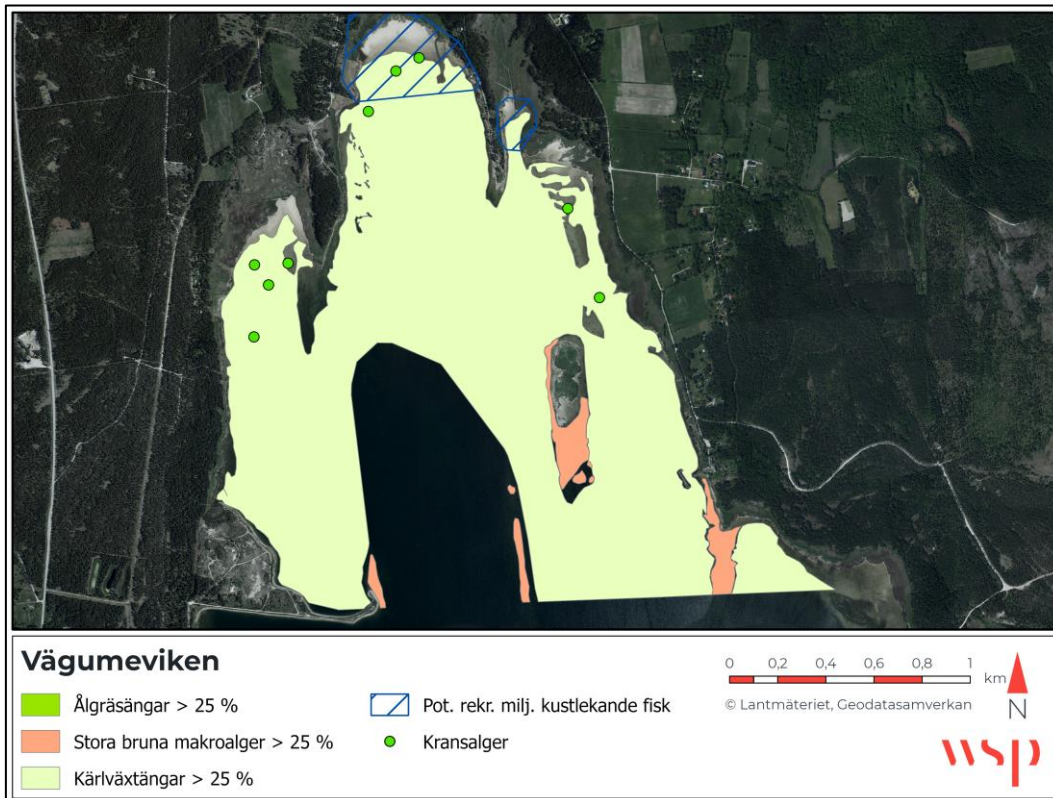 Vägumeviken
Ålgräsängar > 25 %
Stora bruna makroalger > 25 %
Kärlväxtängar > 25 %
Pot. rekr. milj. kustlekande fisk
Kransalger
0 0,2 0,4 0,6 0,8 1
km
© Lantmäteriet, Geodatasamverkan
N
wsp